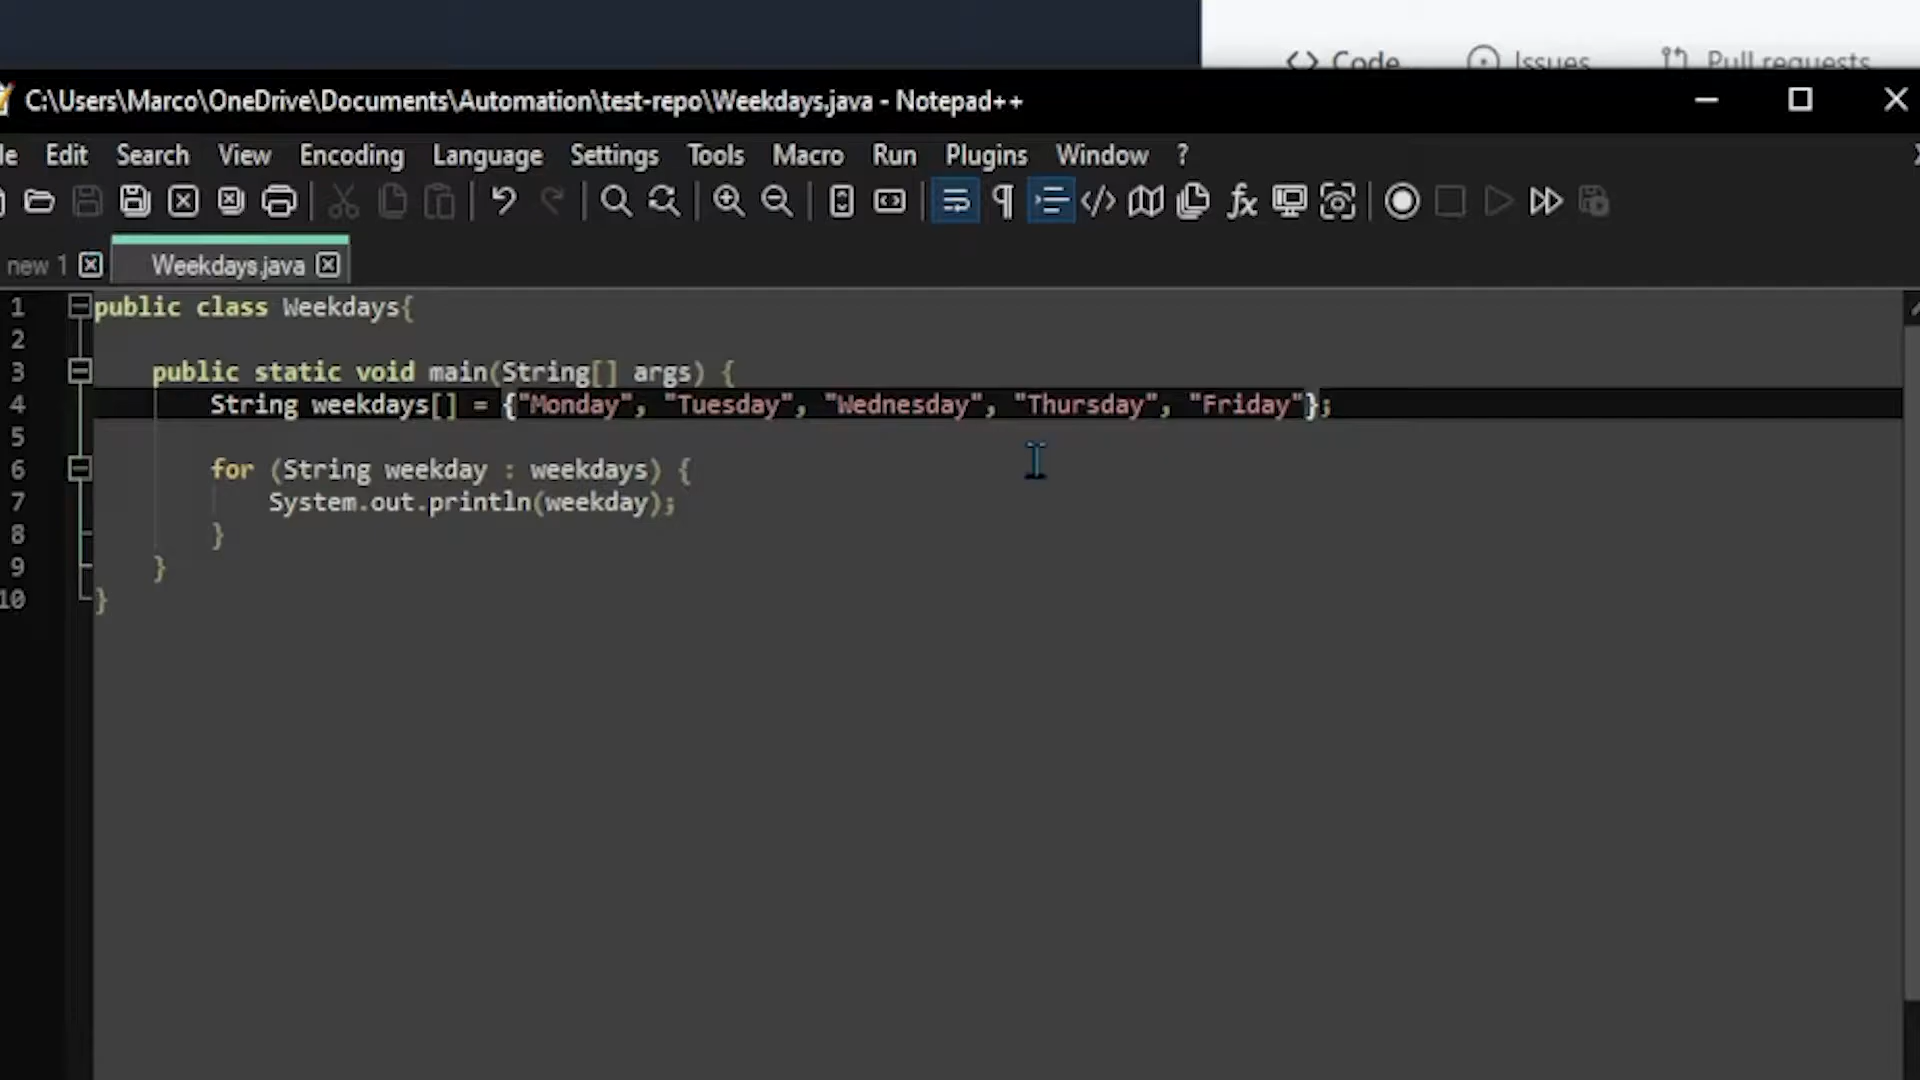 Code Issues Pull requests
C:\Users\Marco\OneDrive\Documents\Automation\test-repo\Weekdays.java - Notepad++
le Edit Search View Encoding Language Settings Tools Macro Run Plugins Window ?
new 1 Weekdays.java
1 public class Weekdays{
2
3 public static void main(String[] args) {
4 String weekdays[] = {"Monday", "Tuesday", "Wednesday", "Thursday", "Friday"};
5
6 for (String weekday : weekdays) {
7 System.out.println(weekday);
8 }
9 }
10 }